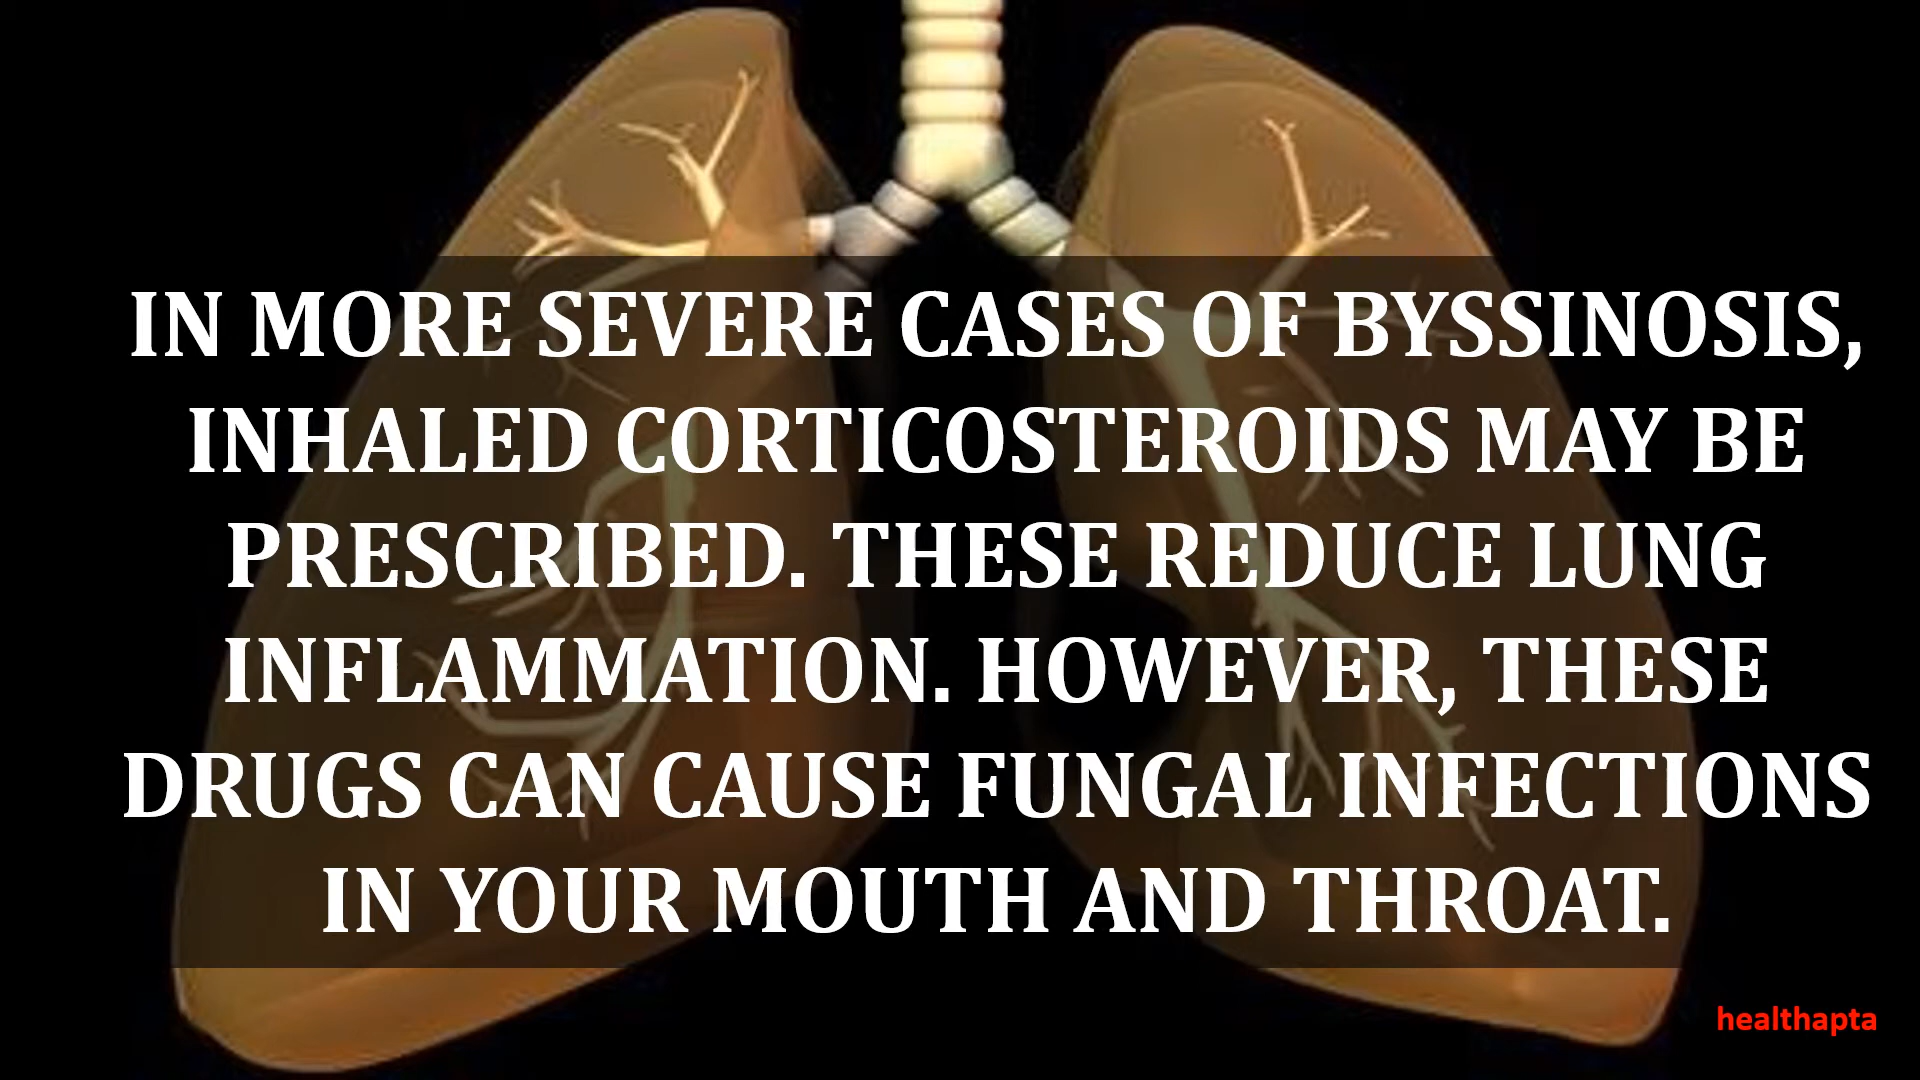 IN MORE SEVERE CASES OF BYSSINOSIS,
INHALED CORTICOSTEROIDS MAY BE
PRESCRIBED. THESE REDUCE LUNG
INFLAMMATION. HOWEVER, THESE
DRUGS CAN CAUSE FUNGAL INFECTIONS
IN YOUR MOUTH AND THROAT.
healthapta